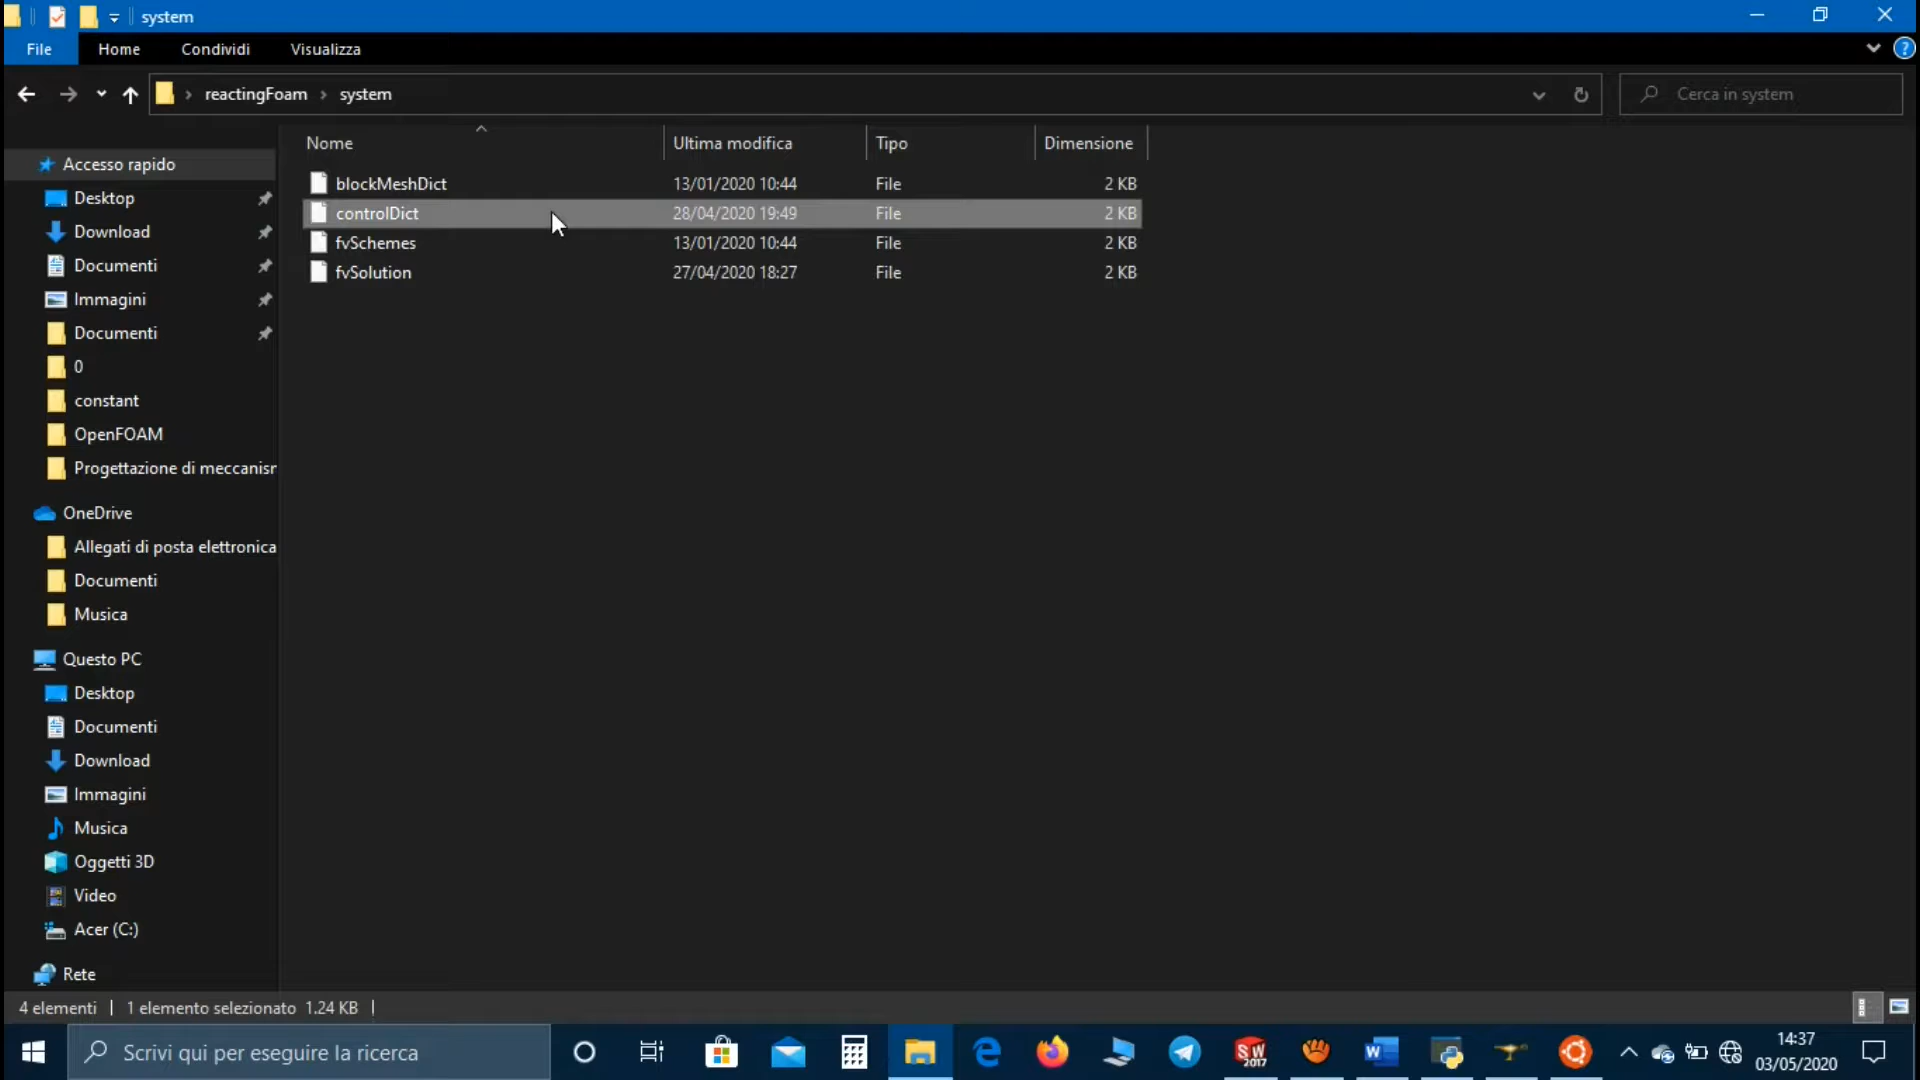 system
File Home Condividi Visualizza
reactingFoam system
Cerca in system
Nome Ultima modifica Tipo Dimensione
blockMeshDict 13/01/2020 10:44 File 2 KB
controlDict 28/04/2020 19:49 File 2 KB
fvSchemes 13/01/2020 10:44 File 2 KB
fvSolution 27/04/2020 18:27 File 2 KB
Accesso rapido
Desktop
Download
Documenti
Immagini
Documenti
0
constant
OpenFOAM
Progettazione di meccanisr
OneDrive
Allegati di posta elettronica
Documenti
Musica
Questo PC
Desktop
Documenti
Download
Immagini
Musica
Oggetti 3D
Video
Acer (C:)
Rete
4 elementi 1 elemento selezionato 1.24 KB
Scrivi qui per eseguire la ricerca
SW
2017
W
14:37
03/05/2020